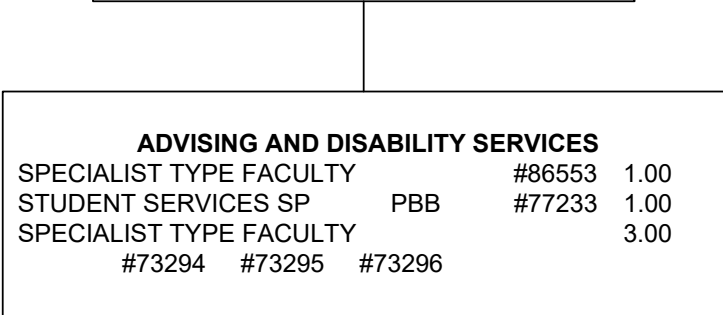 ADVISING AND DISABILITY SERVICES
SPECIALIST TYPE FACULTY #86553 1.00
STUDENT SERVICES SP PBB #77233 1.00
SPECIALIST TYPE FACULTY 3.00
#73294 #73295 #73296